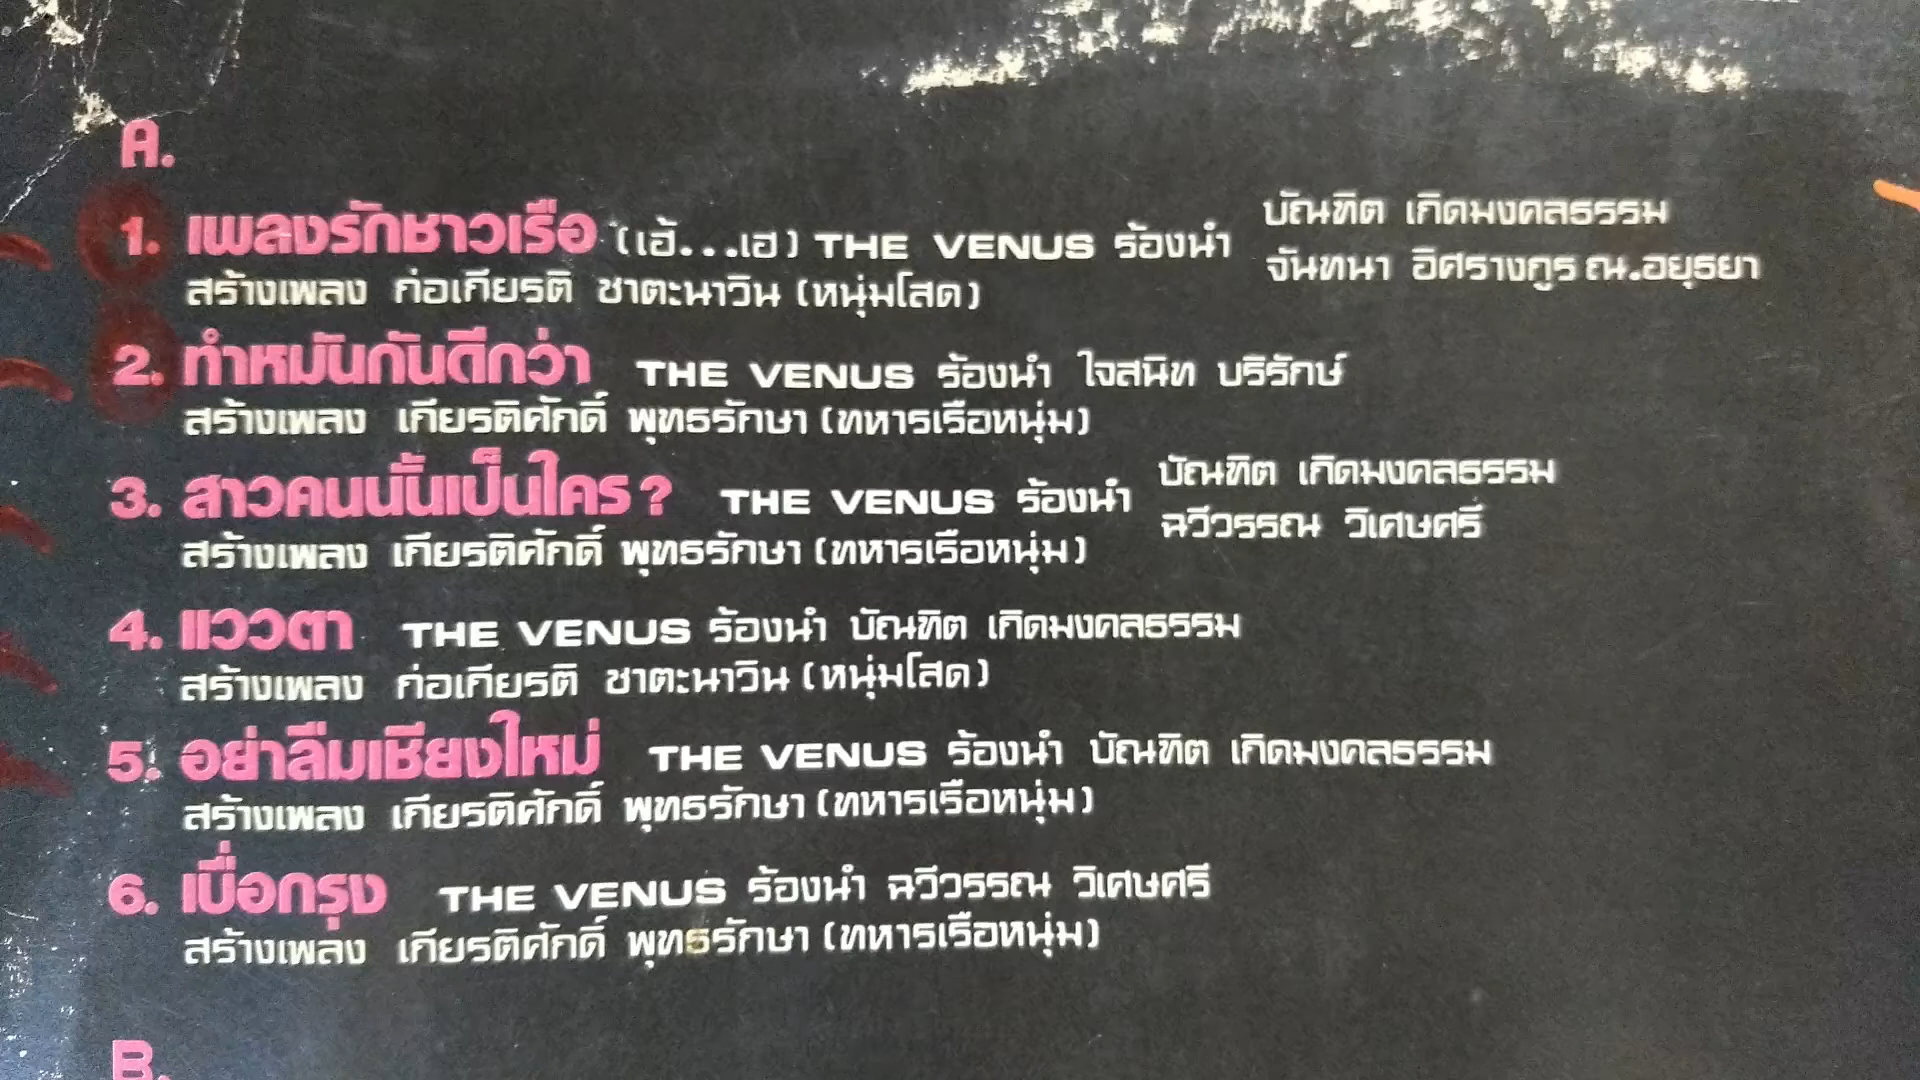 A.
1. เพลงรักชาวเรือ (เฮ้...เฮ) THE VENUS ร้องนำ บัณฑิต เกิดมงคลธรรม
จันทนา อิศรางกูร ณ.อยุธยา
สร้างเพลง ก่อเกียรติ ชาตะนาวิน (หนุ่มโสด)
2. ทำหมันกันดีกว่า THE VENUS ร้องนำ ใจสนิท บริรักษ์
สร้างเพลง เกียรติศักดิ์ พุทธรักษา (ทหารเรือหนุ่ม)
3. สาวคนนั้นเป็นใคร? THE VENUS ร้องนำ บัณฑิต เกิดมงคลธรรม
ฉวีวรรณ วิเศษศรี
สร้างเพลง เกียรติศักดิ์ พุทธรักษา (ทหารเรือหนุ่ม)
4. แววตา THE VENUS ร้องนำ บัณฑิต เกิดมงคลธรรม
สร้างเพลง ก่อเกียรติ ชาตะนาวิน (หนุ่มโสด)
5. อย่าลืมเชียงใหม่ THE VENUS ร้องนำ บัณฑิต เกิดมงคลธรรม
สร้างเพลง เกียรติศักดิ์ พุทธรักษา (ทหารเรือหนุ่ม)
6. เบื่อกรุง THE VENUS ร้องนำ ฉวีวรรณ วิเศษศรี
สร้างเพลง เกียรติศักดิ์ พุทธรักษา (ทหารเรือหนุ่ม)
B.